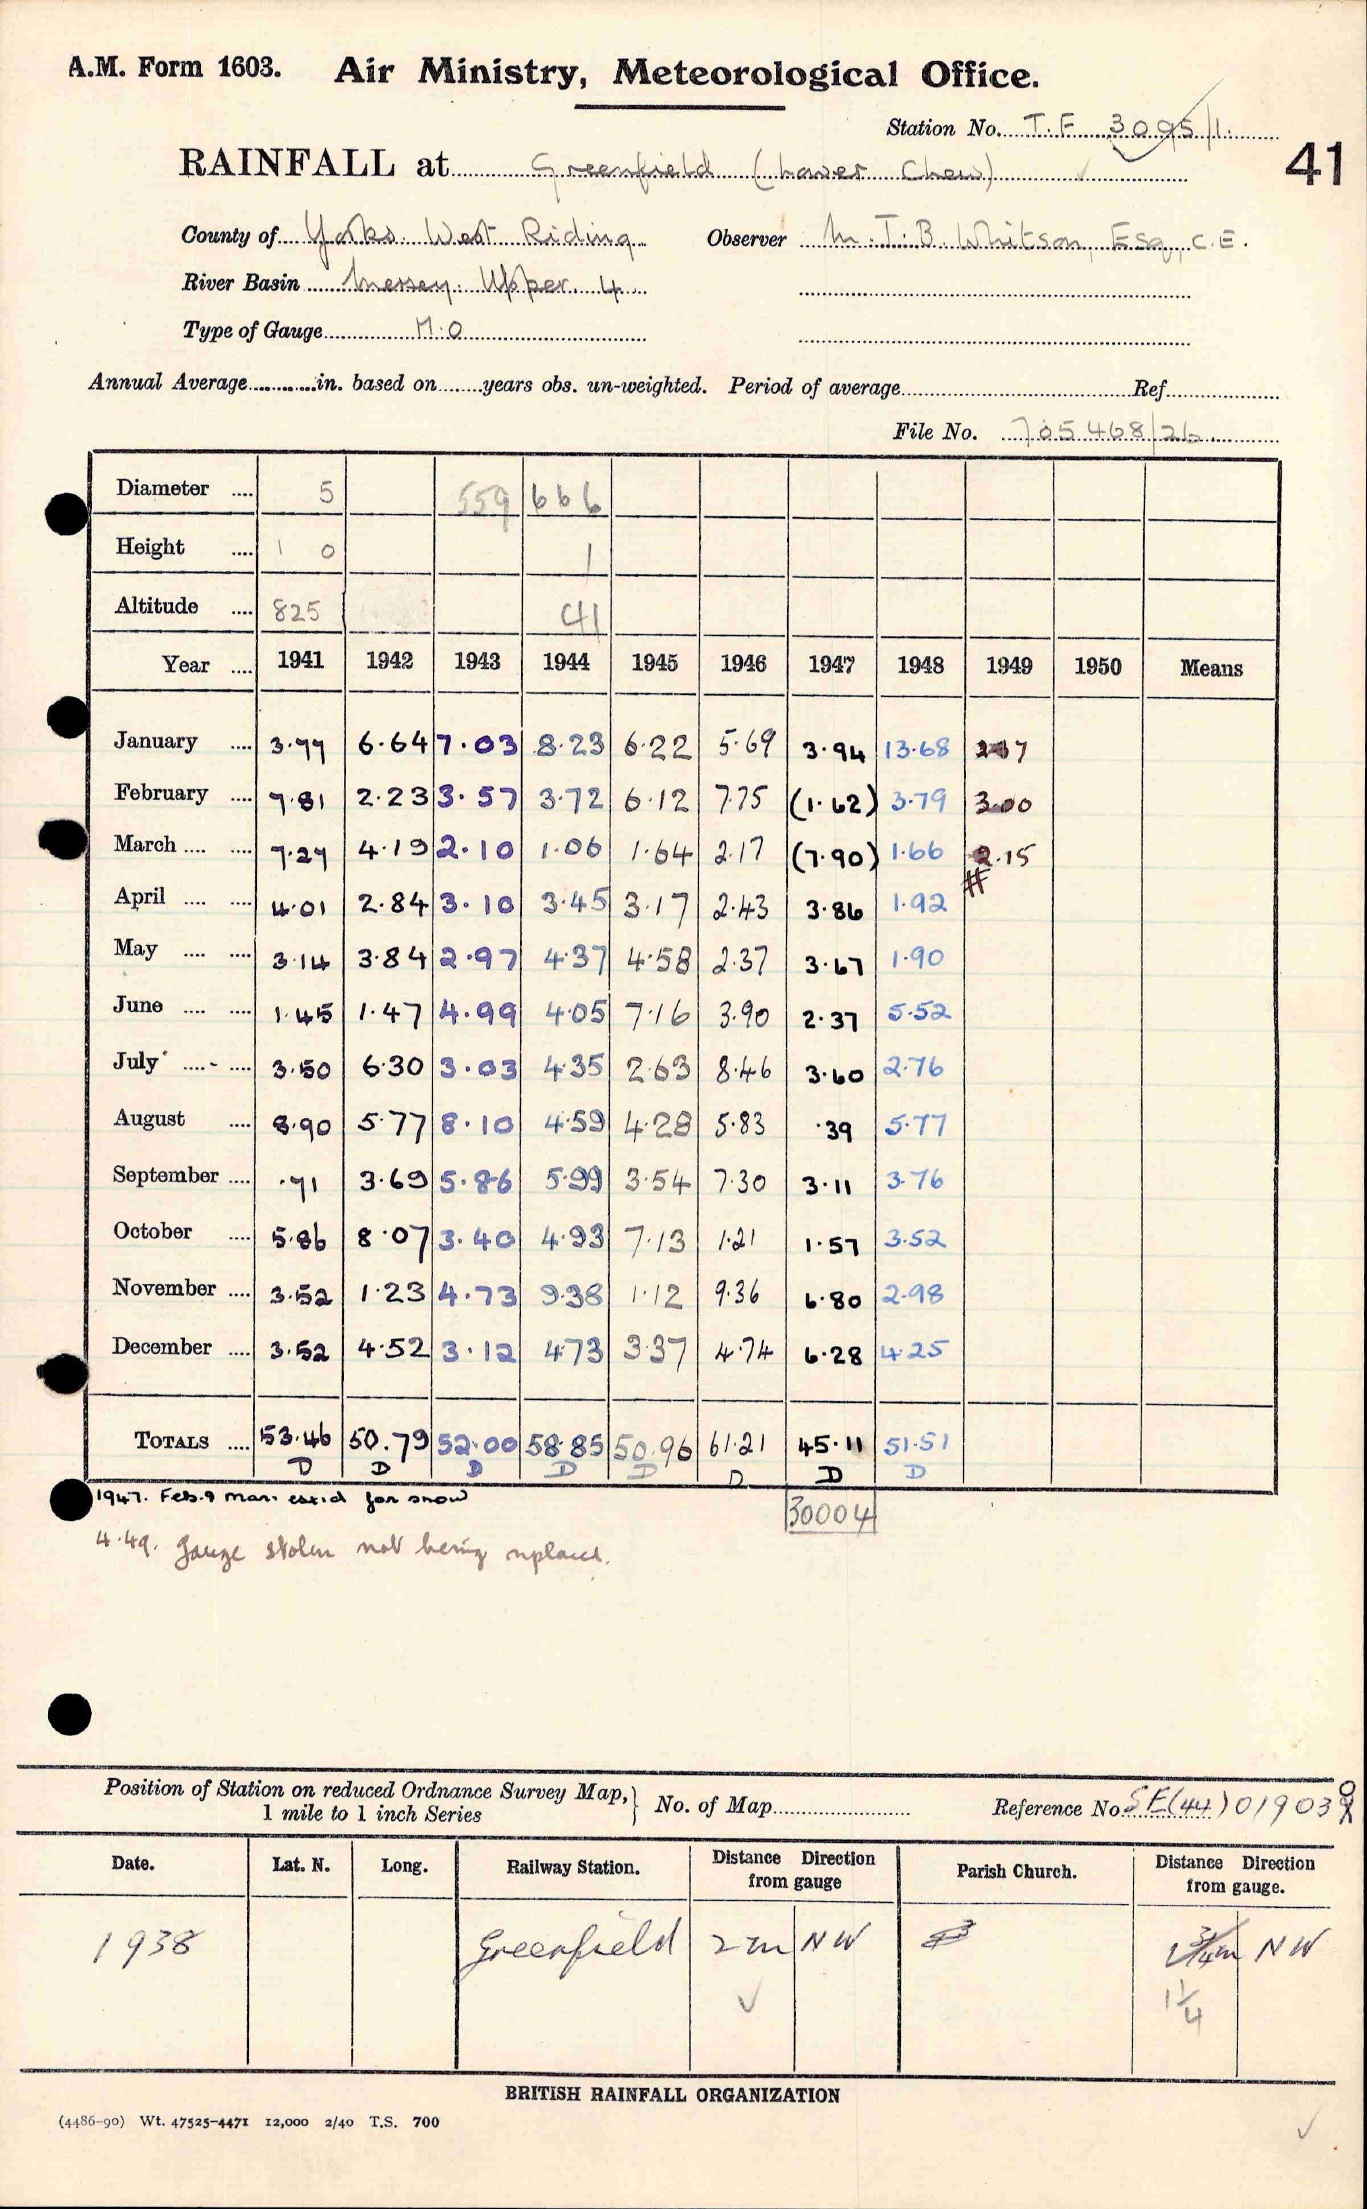 A.M. Form 1603. Air Ministry, Meteorological Office.
Station No. T.F 3095/1.
41
RAINFALL at Greenfield (Lower Chew)
County of Yorks. West Riding Observer M.T.B. Whitson, Esq., C.E.
River Basin Mersey. Upper. 4
Type of Gauge M.O
Annual Average in. based on years obs. un-weighted. Period of average Ref
File No. 705468/26
Diameter .... 5 559 666
Height .... 1 0 1
Altitude .... 825 41
Year .... 1941 1942 1943 1944 1945 1946 1947 1948 1949 1950 Means
January .... 3.77 6.64 7.03 8.23 6.22 5.69 3.94 13.68 2.37
February .... 7.81 2.23 3.57 3.72 6.12 7.75 (1.62) 3.79 3.00
March .... .... 7.27 4.19 2.10 1.06 1.64 2.17 (7.90) 1.66 2.15
#
April .... .... 4.01 2.84 3.10 3.45 3.17 2.43 3.86 1.92
May .... .... 3.14 3.84 2.97 4.37 4.58 2.37 3.67 1.90
June .... .... 1.45 1.47 4.99 4.05 7.16 3.90 2.37 5.52
July .... .... 3.50 6.30 3.03 4.35 2.63 8.46 3.60 2.76
August .... 8.90 5.77 8.10 4.59 4.28 5.83 .39 5.77
September .... .71 3.69 5.86 5.99 3.54 7.30 3.11 3.76
October .... 5.86 8.07 3.40 4.93 7.13 1.21 1.57 3.52
November .... 3.52 1.23 4.73 9.38 1.12 9.36 6.80 2.98
December .... 3.52 4.52 3.12 4.73 3.37 4.74 6.28 4.25
TOTALS .... 53.46 50.79 52.00 58.85 50.96 61.21 45.11 51.51
D D D D D D D D
1947. Feb. & Mar. estd for snow
30004
4.49. Gauge stolen not being replaced.
Position of Station on reduced Ordnance Survey Map, } No. of Map Reference No. SE(44)01903
1 mile to 1 inch Series
Date. Lat. N. Long. Railway Station. Distance Direction from gauge Parish Church. Distance Direction from gauge.
1938 Greenfield 2 m NW 3/4 m NW
1 1/4
BRITISH RAINFALL ORGANIZATION
(4486-90) Wt. 47525-4471 12,000 2/40 T.S. 700